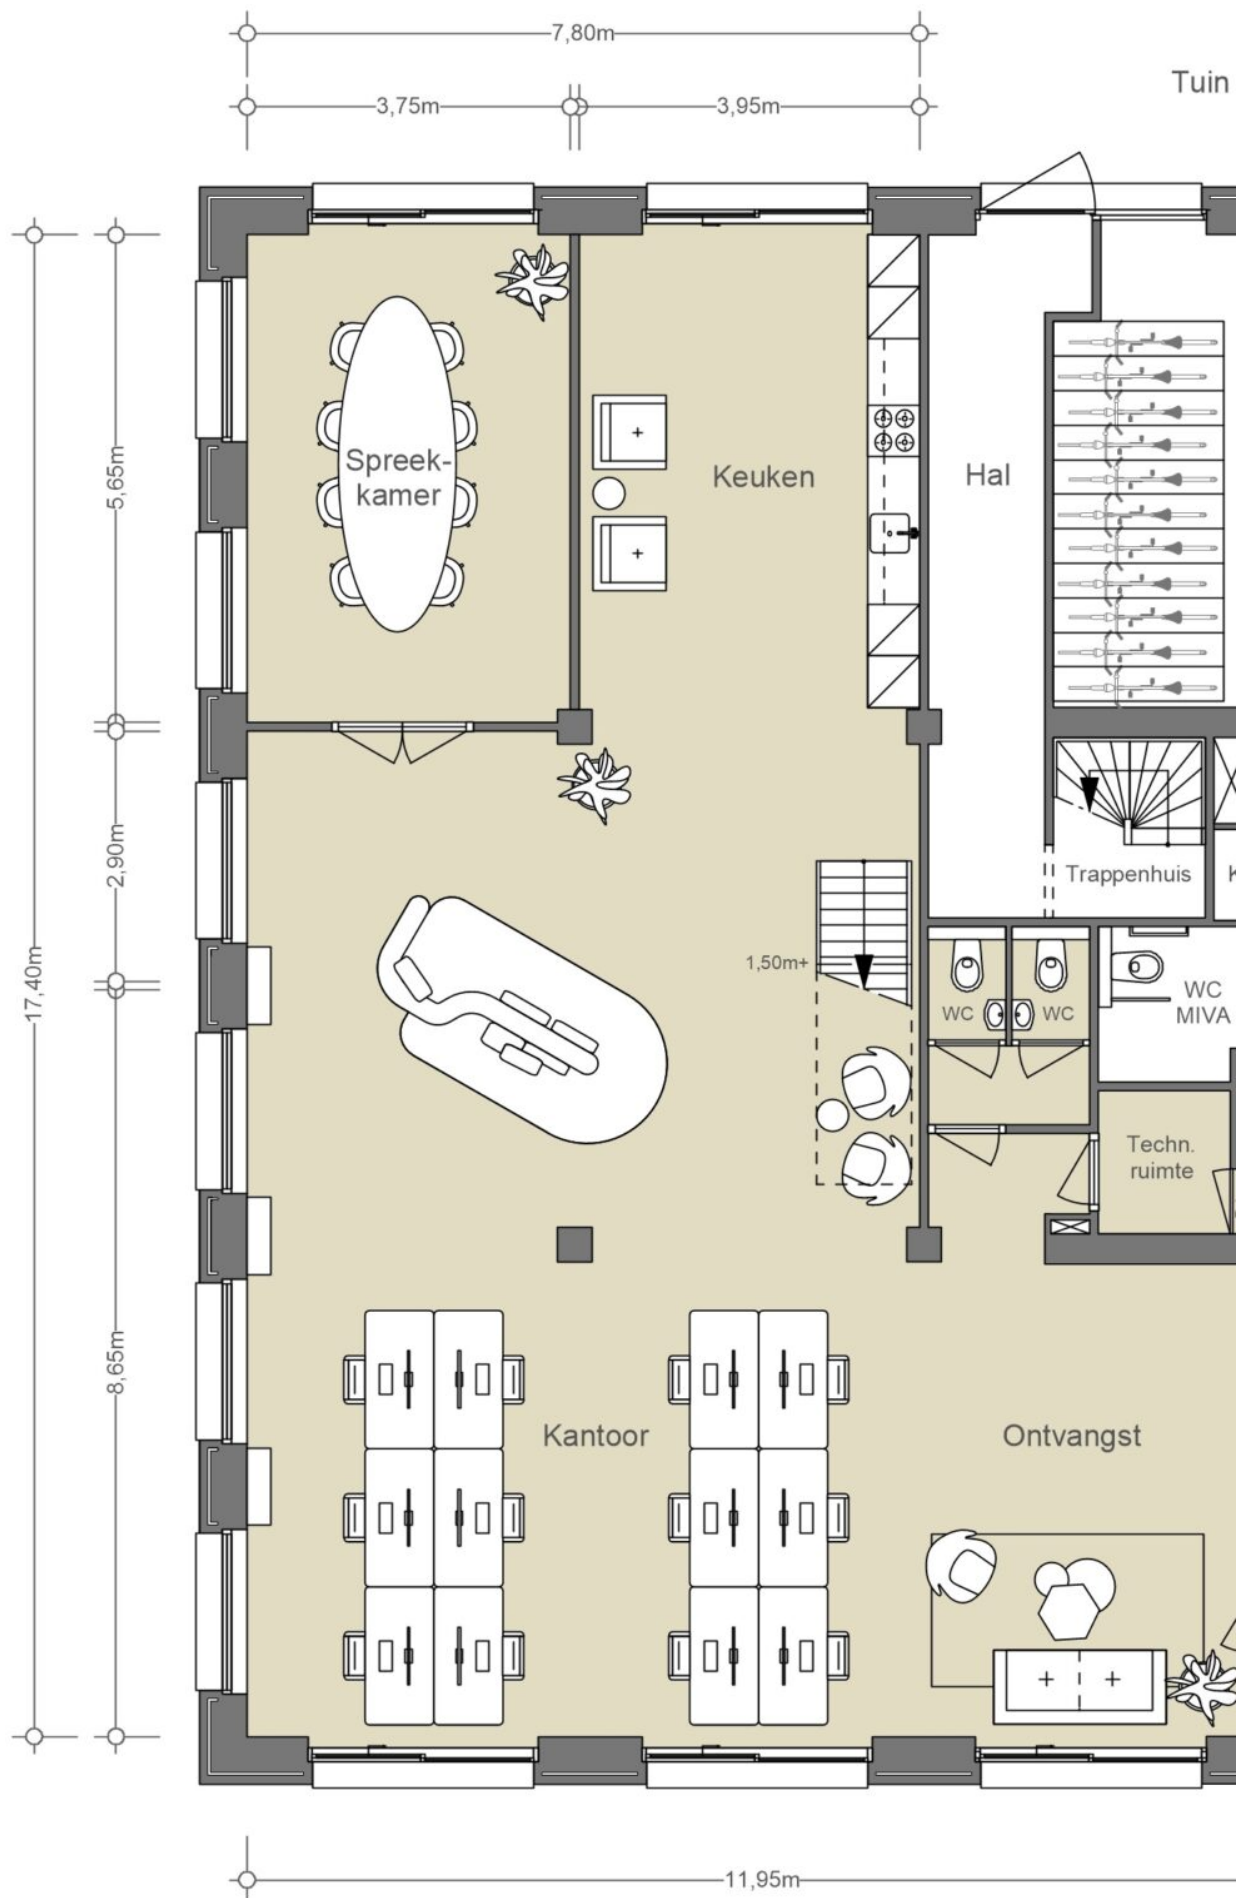 7,80m
Tuin
3,75m
3,95m
5,65m
Spreek-
kamer
Keuken
Hal
2,90m
Trappenhuis
K
17,40m
1,50m+
WC
WC
WC
MIVA
Techn.
ruimte
8,65m
Kantoor
Ontvangst
11,95m